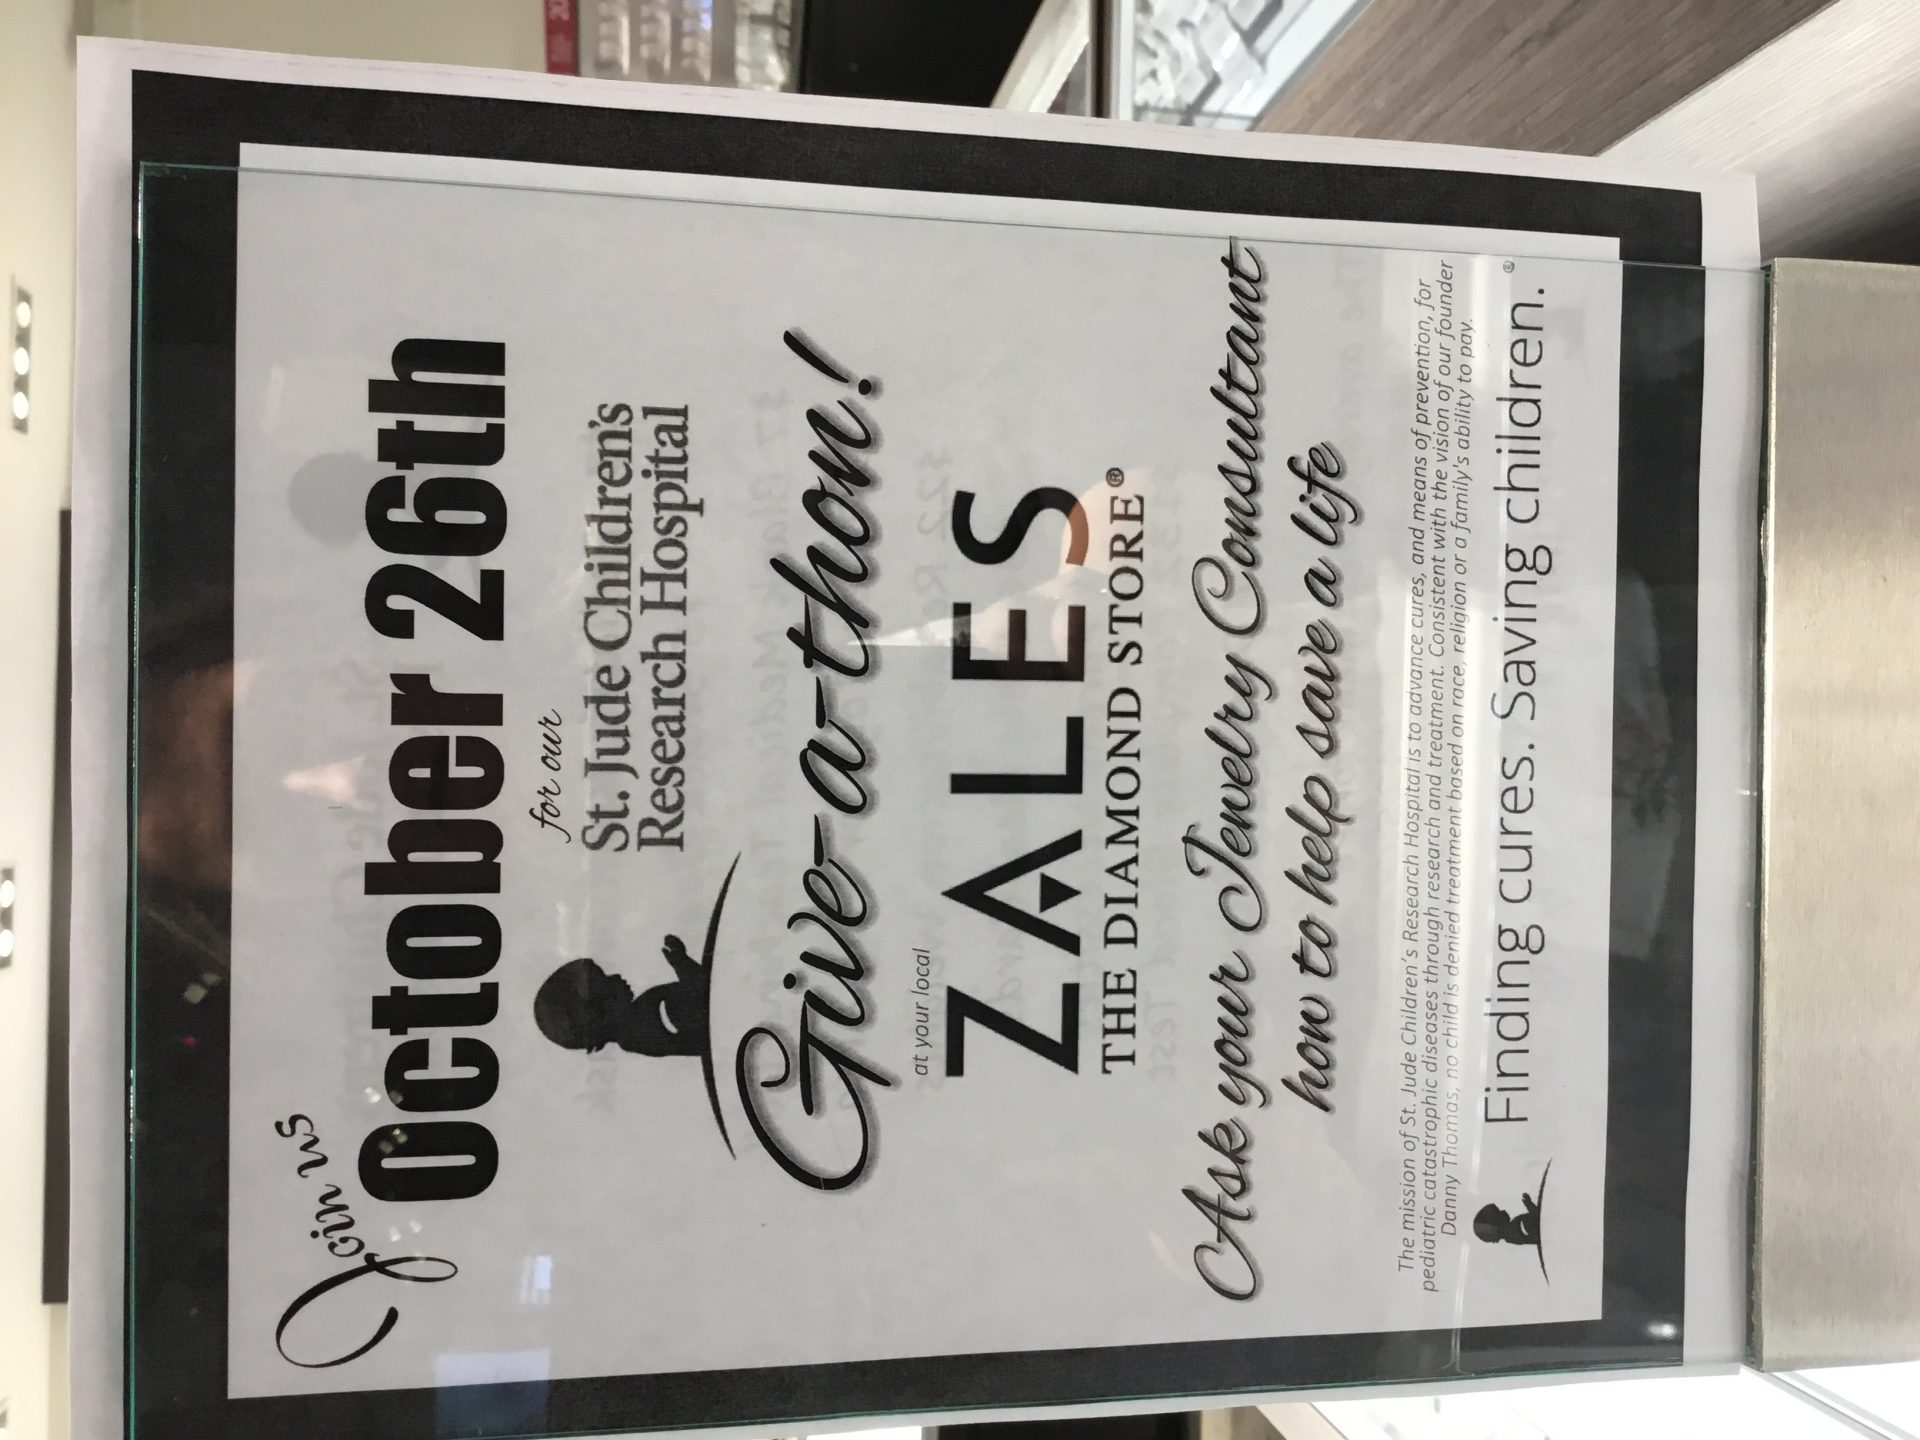 Join us
October 26th
for our
St. Jude Children's
Research Hospital
Give-a-thon!
at your local
ZALES
THE DIAMOND STORE®
Ask your Jewelry Consultant
how to help save a life
The mission of St. Jude Children's Research Hospital is to advance cures, and means of prevention, for
pediatric catastrophic diseases through research and treatment. Consistent with the vision of our founder
Danny Thomas, no child is denied treatment based on race, religion or a family's ability to pay.
Finding cures. Saving children.®